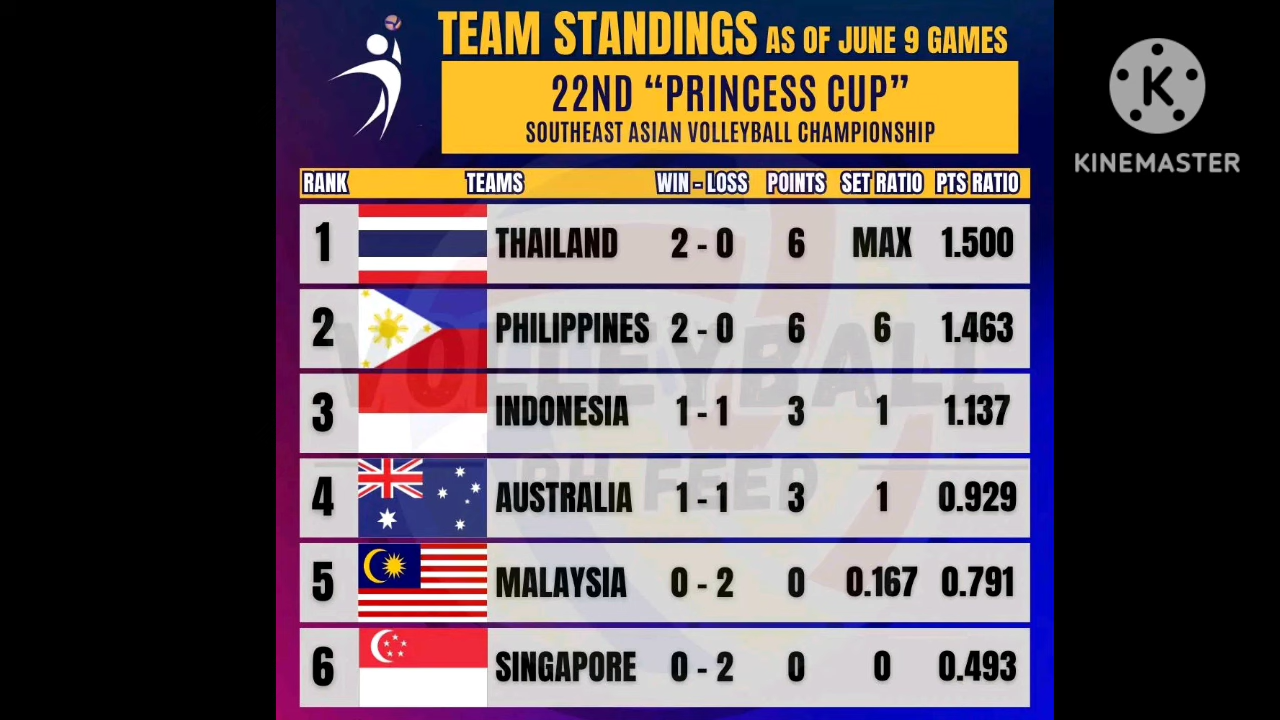 TEAM STANDINGS AS OF JUNE 9 GAMES
22ND “PRINCESS CUP”
SOUTHEAST ASIAN VOLLEYBALL CHAMPIONSHIP
K
KINEMASTER
RANK TEAMS WIN - LOSS POINTS SET RATIO PTS RATIO
1 THAILAND 2 - 0 6 MAX 1.500
2 PHILIPPINES 2 - 0 6 6 1.463
VOLLEYBALL
3 INDONESIA 1 - 1 3 1 1.137
PH FEED
4 AUSTRALIA 1 - 1 3 1 0.929
5 MALAYSIA 0 - 2 0 0.167 0.791
6 SINGAPORE 0 - 2 0 0 0.493